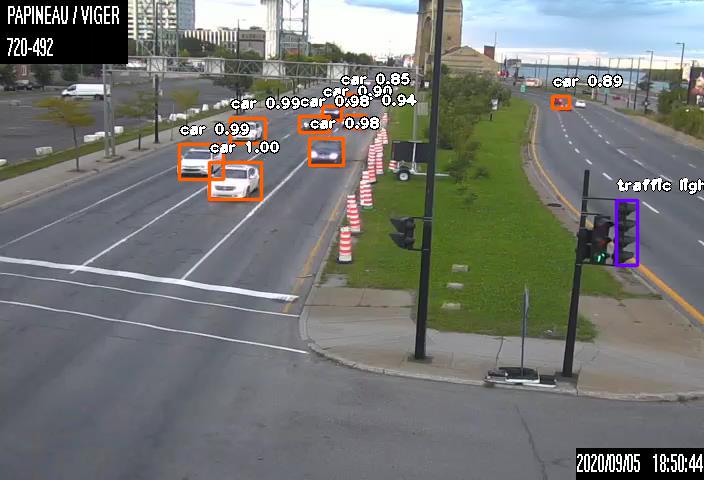 PAPINEAU / VIGER
720-492
car 0.85
car 0.90
car 0.99
car 0.98
0.94
car 0.89
car 0.99
car 0.98
car 1.00
traffic ligh
2020/09/05 18:50:44